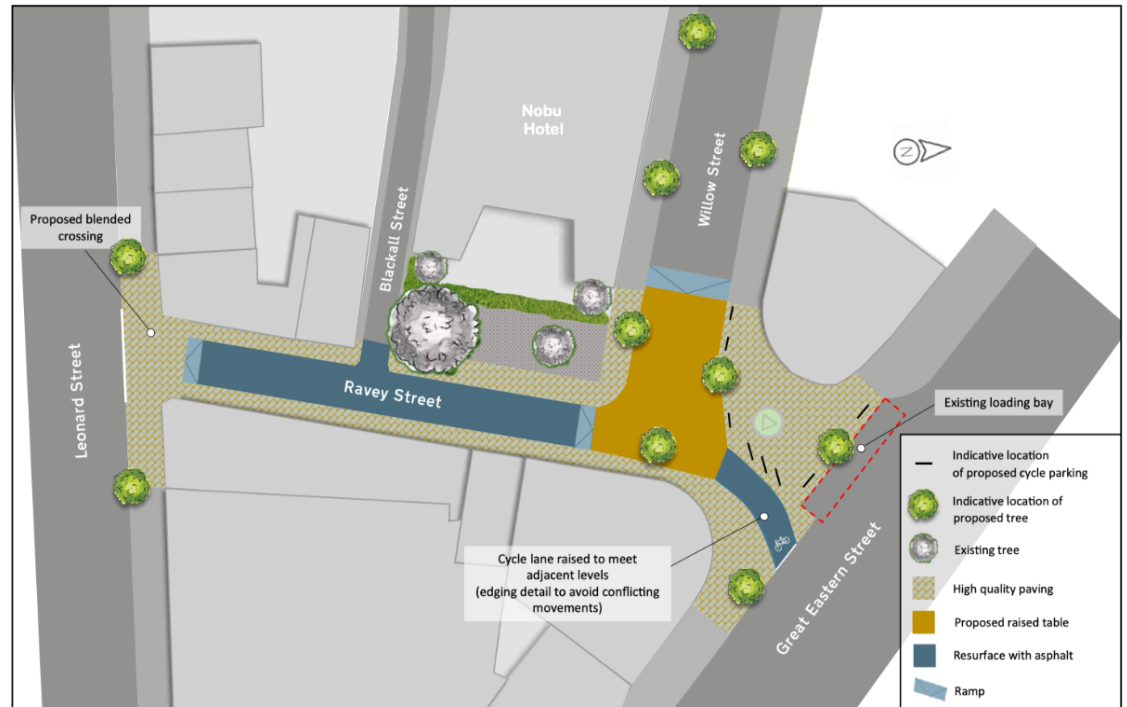 Nobu
Hotel
Willow Street
N
Blackall Street
Proposed blended
crossing
Leonard Street
Ravey Street
Existing loading bay
Great Eastern Street
Cycle lane raised to meet
adjacent levels
(edging detail to avoid conflicting
movements)
Indicative location
of proposed cycle parking
Indicative location of
proposed tree
Existing tree
High quality paving
Proposed raised table
Resurface with asphalt
Ramp